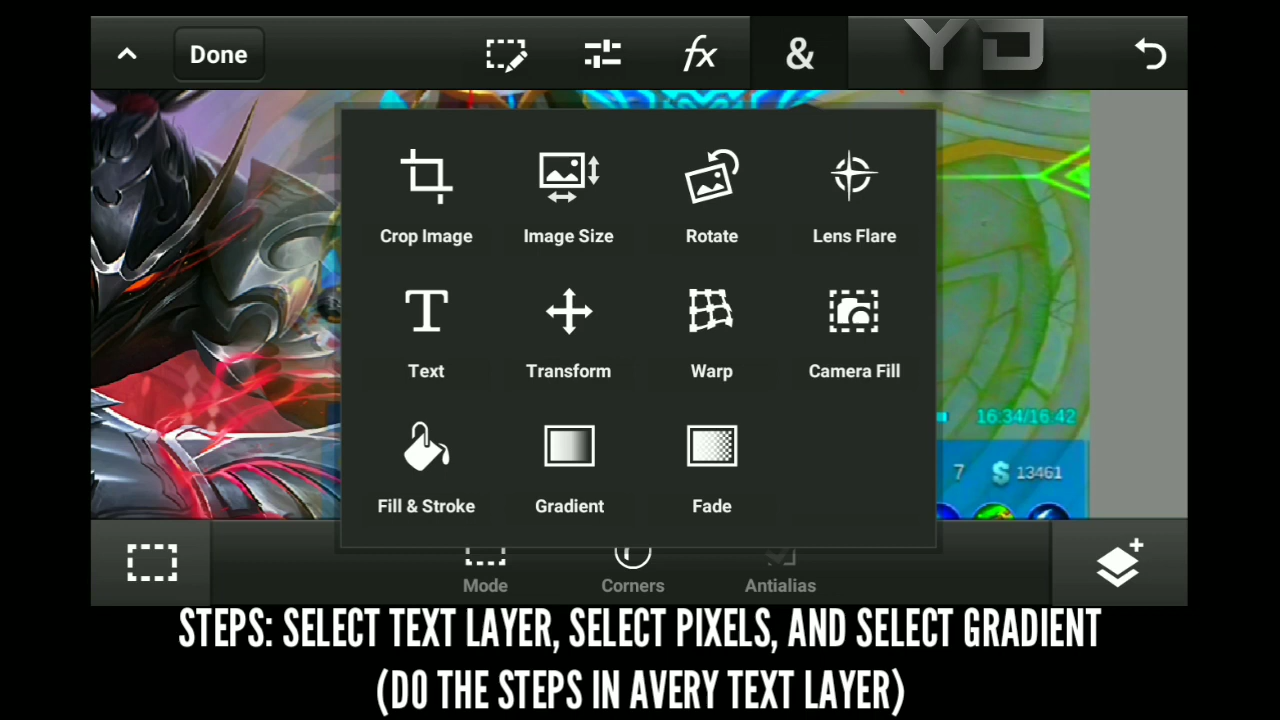 Done
fx
&
YD
Crop Image
Image Size
Rotate
Lens Flare
T
Text
Transform
Warp
Camera Fill
16:34/16:42
7
$ 13461
Fill & Stroke
Gradient
Fade
Mode
Corners
Antialias
STEPS: SELECT TEXT LAYER, SELECT PIXELS, AND SELECT GRADIENT
(DO THE STEPS IN AVERY TEXT LAYER)